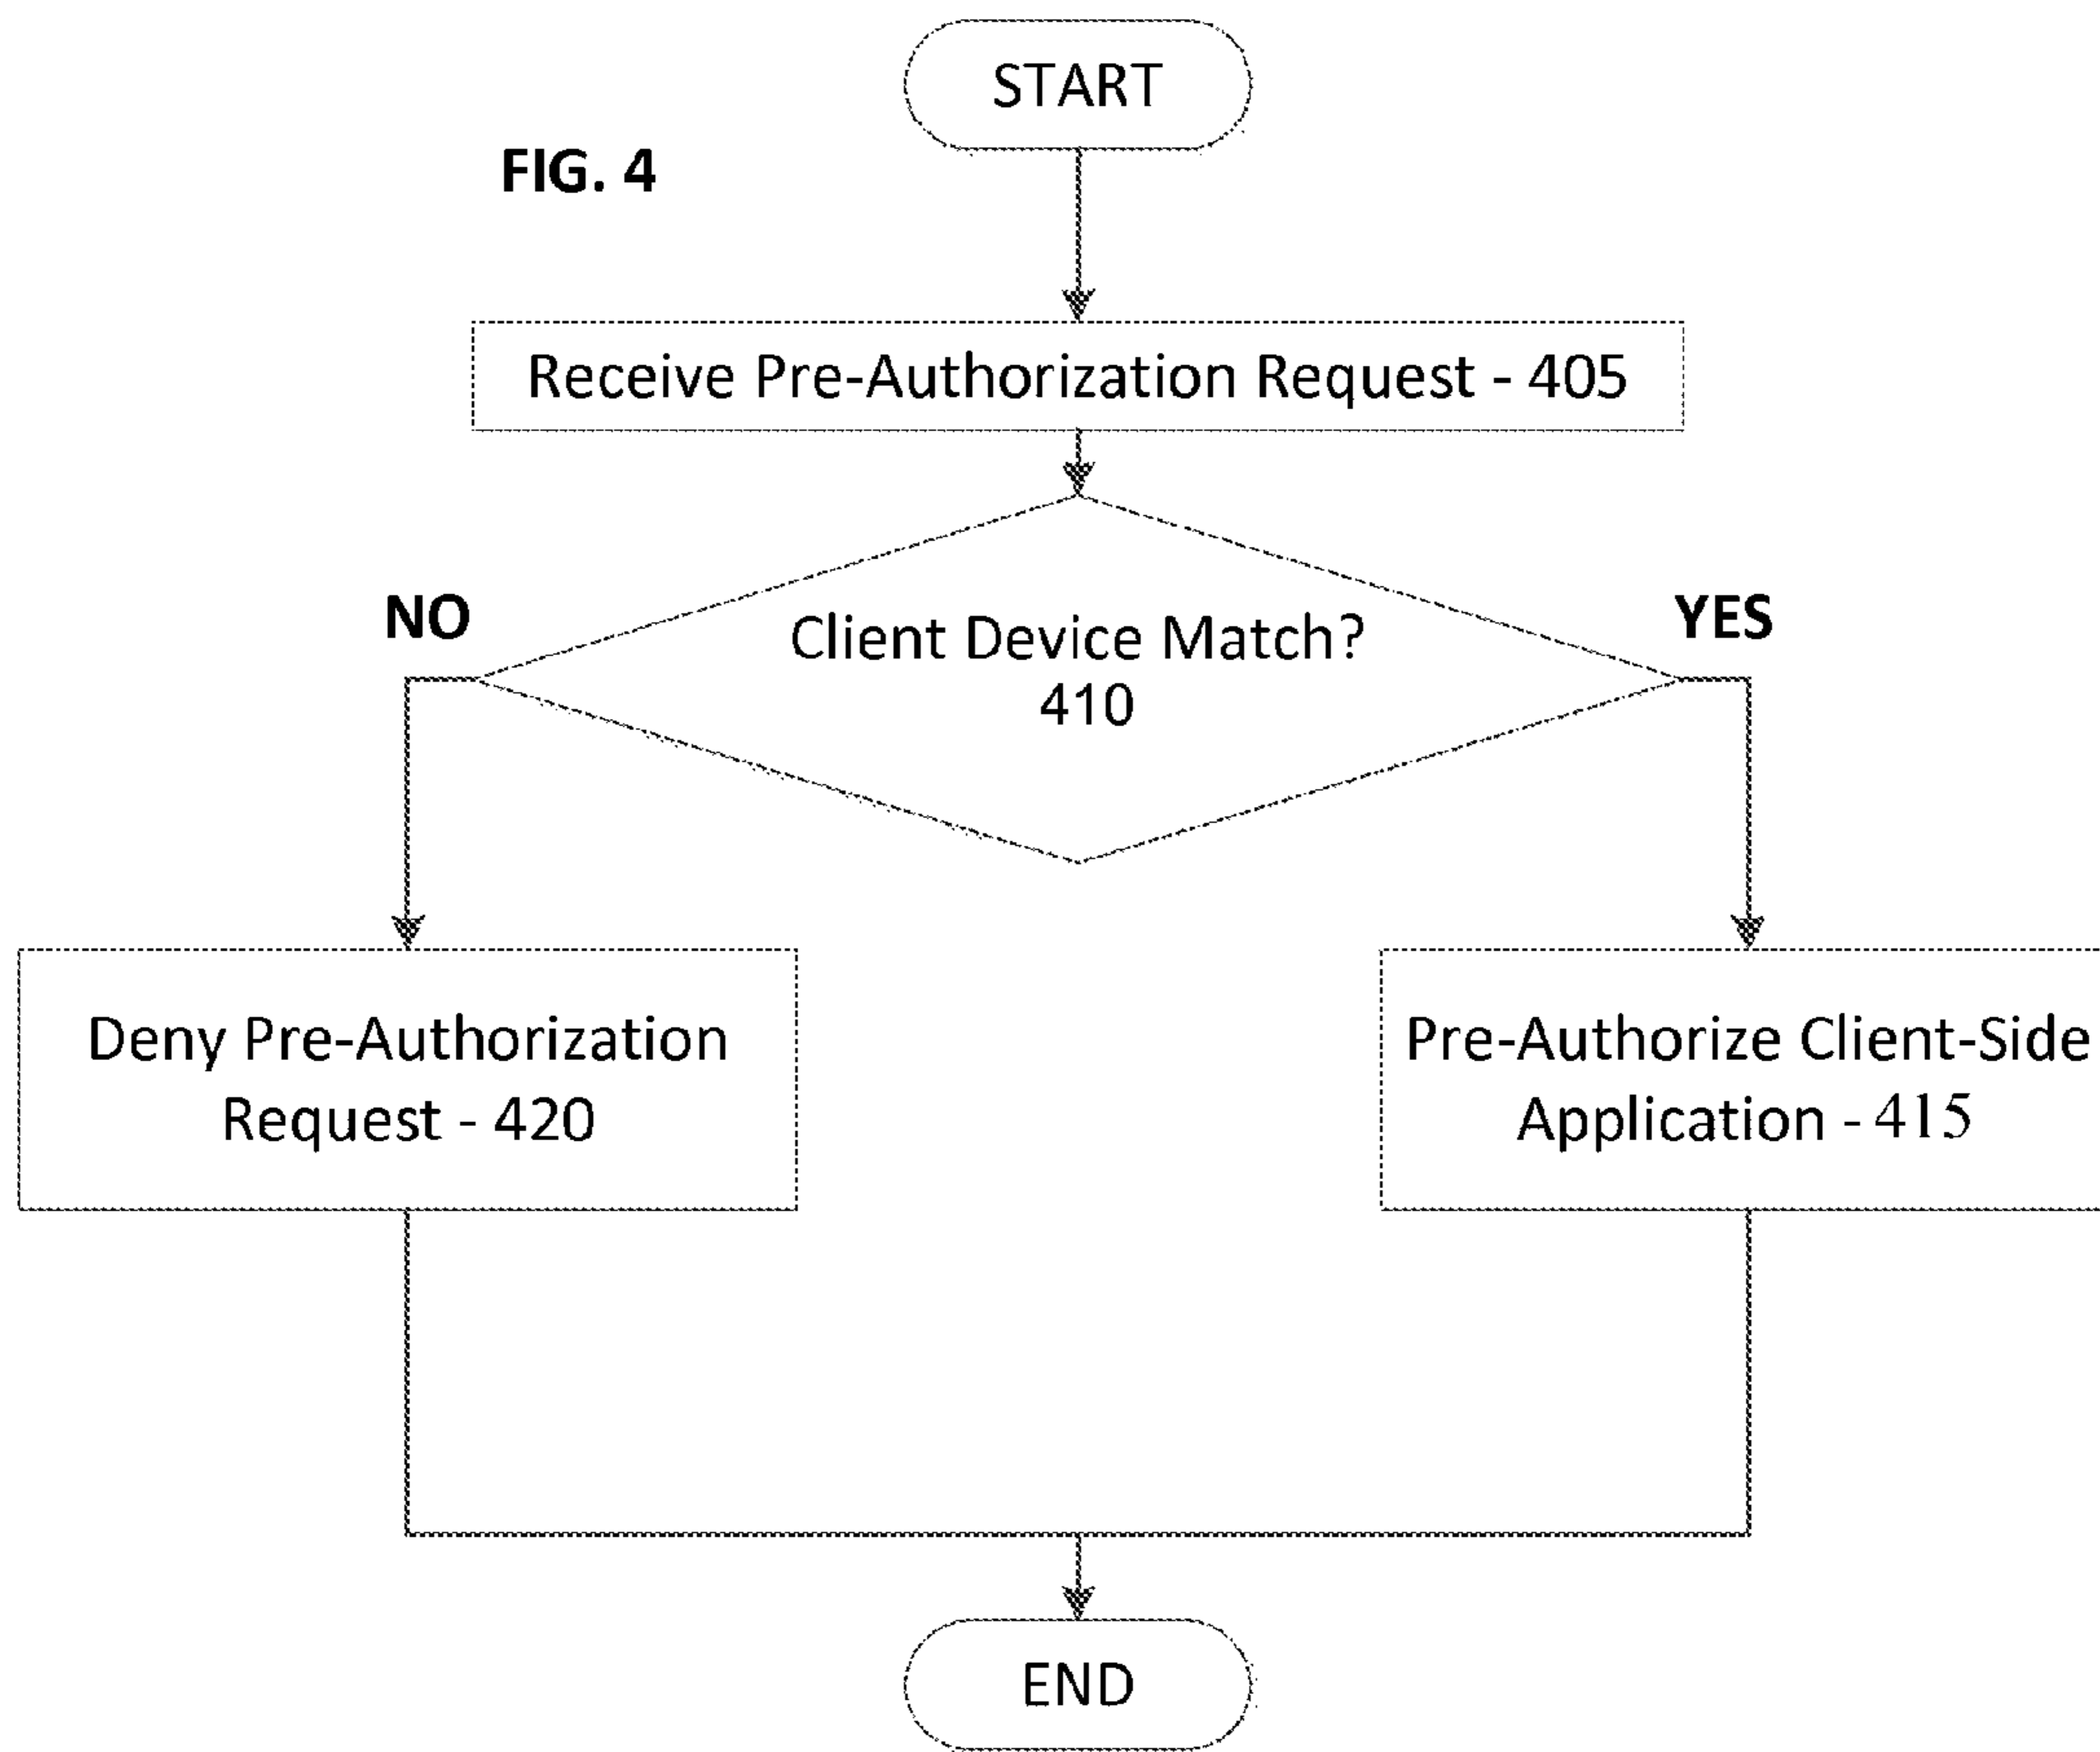 START
FIG. 4
Receive Pre-Authorization Request - 405
NO
YES
Client Device Match?
410
Deny Pre-Authorization
Request - 420
Pre-Authorize Client-Side
Application - 415
END